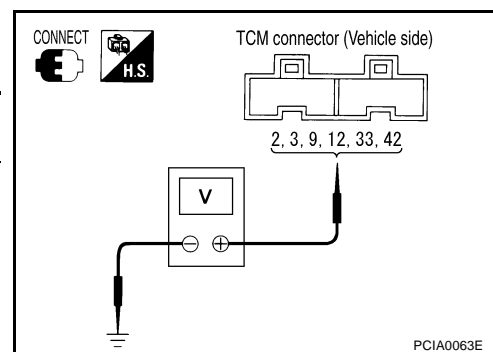 CONNECT
H.S.
TCM connector (Vehicle side)
2, 3, 9, 12, 33, 42
V
− +
PCIA0063E